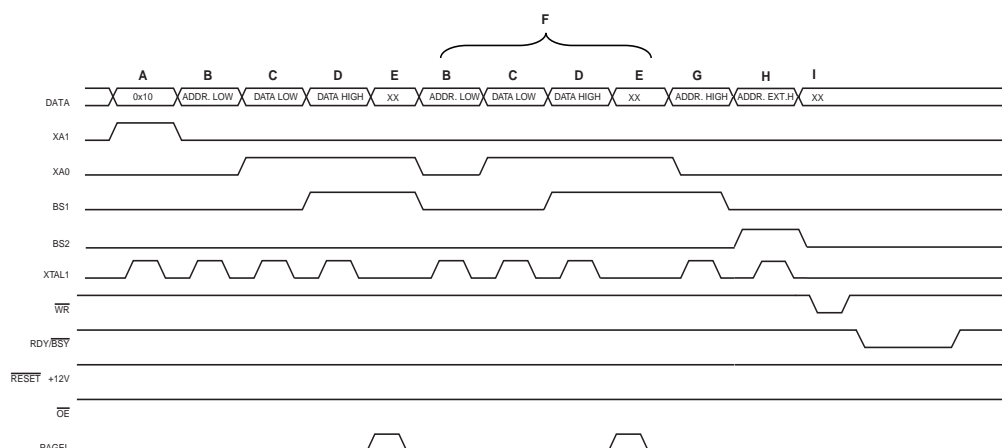 F
A B C D E B C D E G H I
DATA 0x10 ADDR. LOW DATA LOW DATA HIGH XX ADDR. LOW DATA LOW DATA HIGH XX ADDR. HIGH ADDR. EXT.H XX
XA1
XA0
BS1
BS2
XTAL1
WR
RDY/BSY
RESET +12V
OE
PAGEL